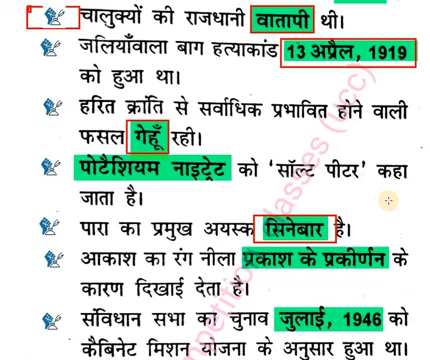 चालुक्यों की राजधानी वातापी थी।
जलियाँवाला बाग हत्याकांड 13 अप्रैल, 1919
को हुआ था।
हरित क्रांति से सर्वाधिक प्रभावित होने वाली
फसल गेहूँ रही।
पोटैशियम नाइट्रेट को 'सॉल्ट पीटर' कहा
जाता है।
पारा का प्रमुख अयस्क सिनेबार है।
आकाश का रंग नीला प्रकाश के प्रकीर्णन के
कारण दिखाई देता है।
संविधान सभा का चुनाव जुलाई, 1946 को
कैबिनेट मिशन योजना के अनुसार हुआ था।